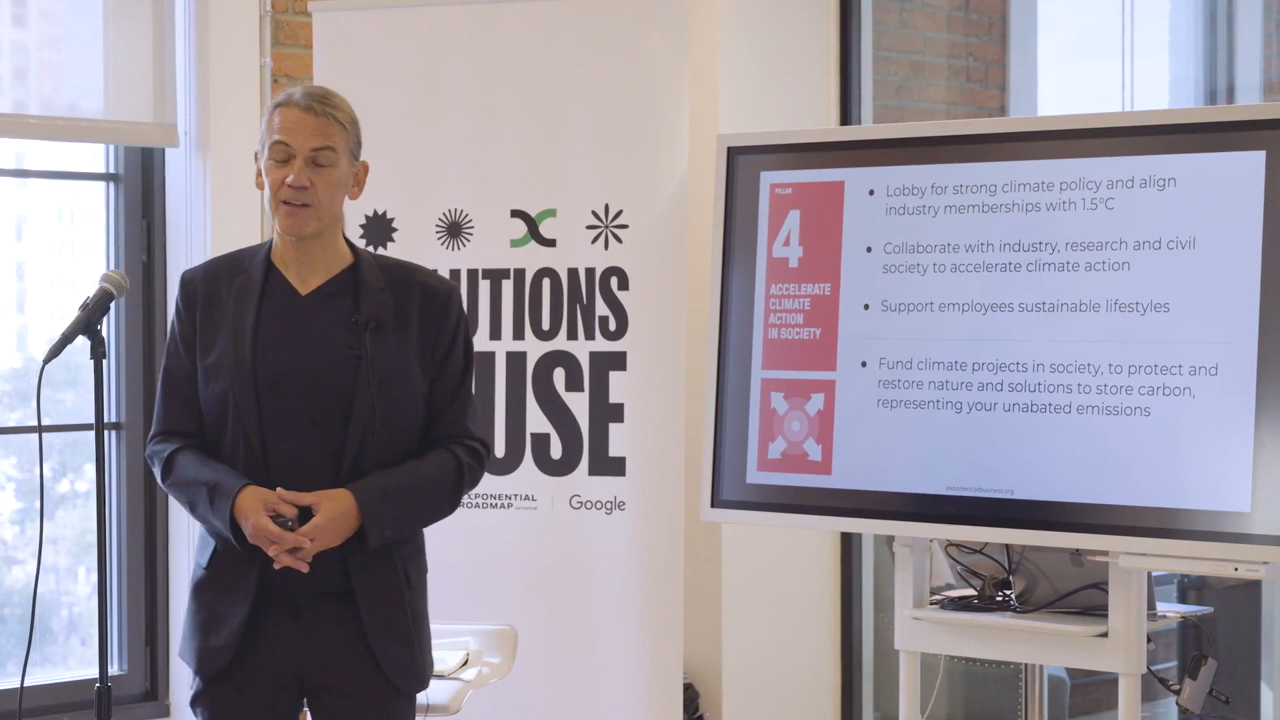 UTIONS
USE
EXPONENTIAL
ROADMAP initiative
Google
PILLAR
4
ACCELERATE
CLIMATE
ACTION
IN SOCIETY
• Lobby for strong climate policy and align
industry memberships with 1.5°C
• Collaborate with industry, research and civil
society to accelerate climate action
• Support employees sustainable lifestyles
• Fund climate projects in society, to protect and
restore nature and solutions to store carbon,
representing your unabated emissions
exponentialbusiness.org